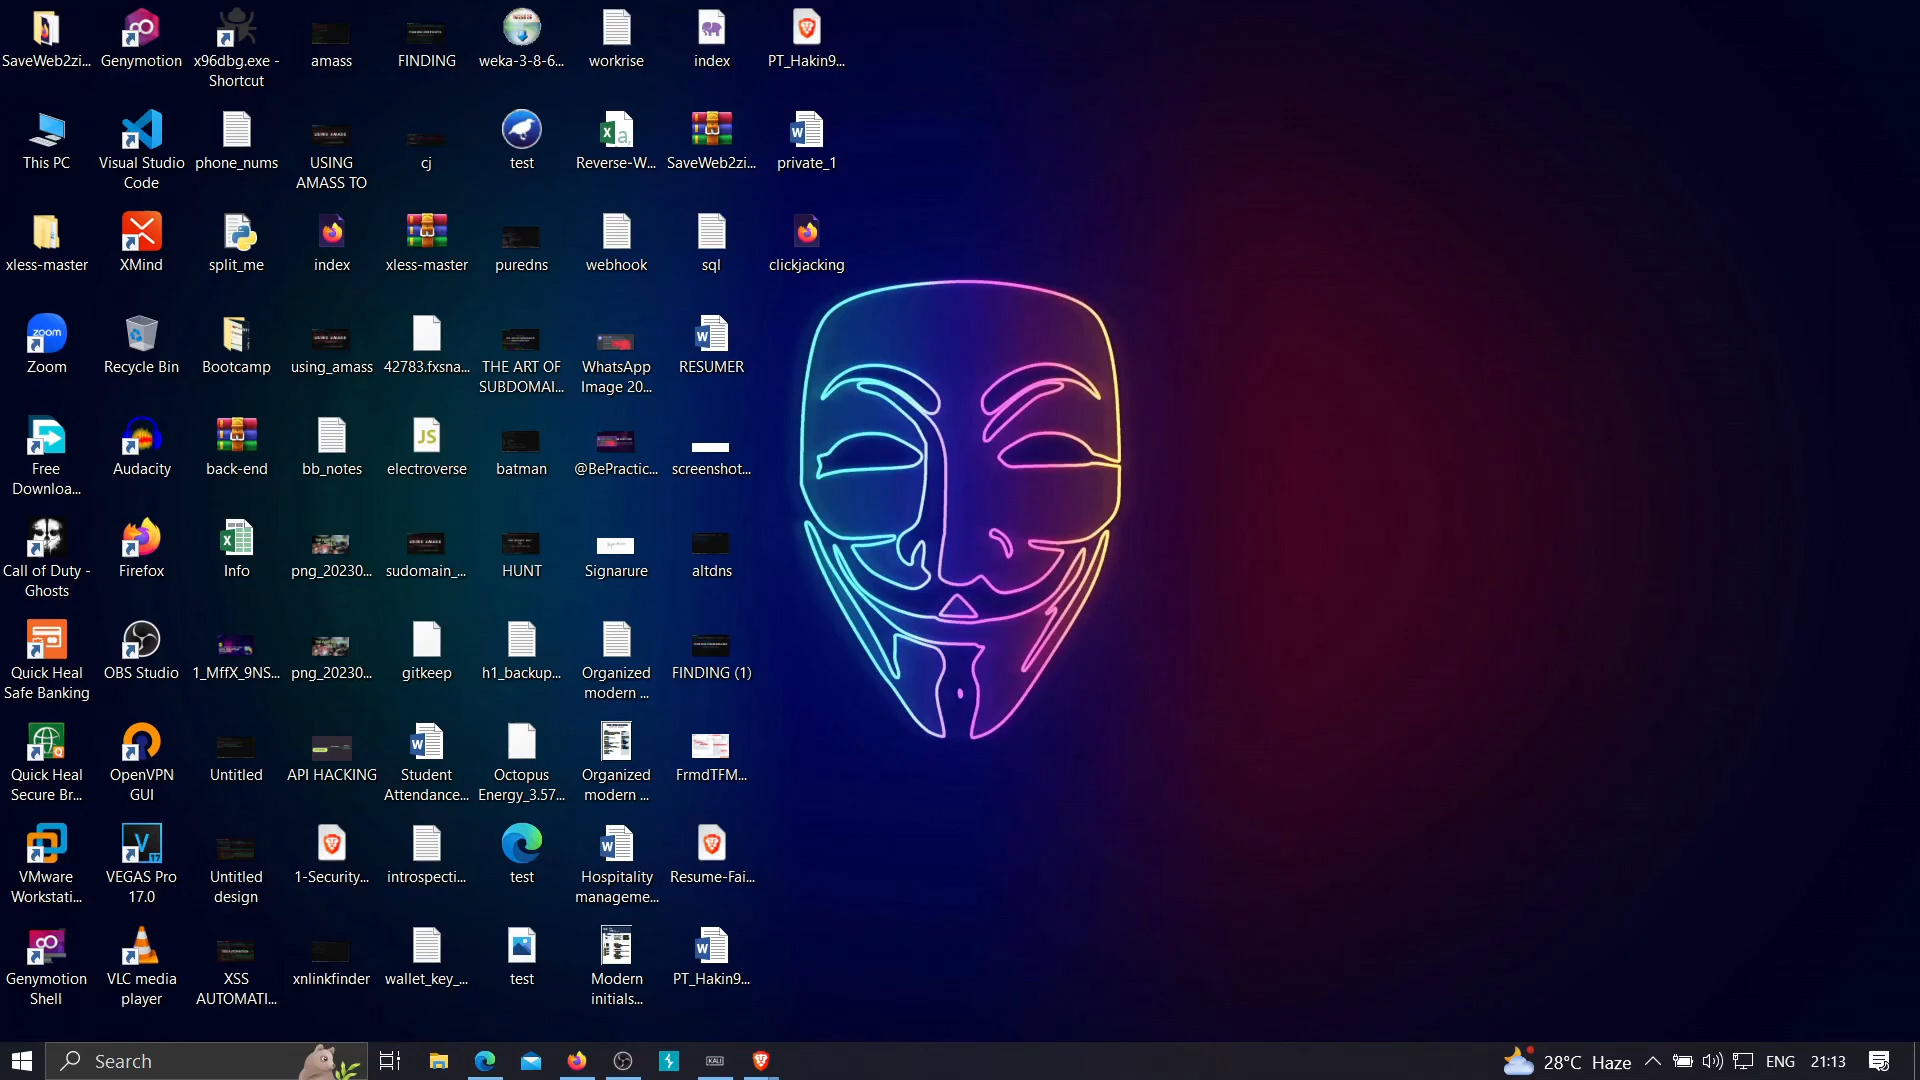 SaveWeb2zi...
Genymotion
x96dbg.exe -
Shortcut
amass
FINDING
weka-3-8-6...
workrise
index
PT_Hakin9...
This PC
Visual Studio
Code
phone_nums
USING
AMASS TO
cj
test
Reverse-W...
SaveWeb2zi...
private_1
xless-master
XMind
split_me
index
xless-master
puredns
webhook
sql
clickjacking
zoom
Zoom
Recycle Bin
Bootcamp
using_amass
42783.fxsna...
THE ART OF
SUBDOMAI...
WhatsApp
Image 20...
RESUMER
Free
Downloa...
Audacity
back-end
bb_notes
JS
electroverse
batman
@BePractic...
screenshot...
Call of Duty -
Ghosts
Firefox
Info
png_20230...
sudomain_...
HUNT
Signarure
altdns
Quick Heal
Safe Banking
OBS Studio
1_MffX_9NS...
png_20230...
gitkeep
h1_backup...
Organized
modern ...
FINDING (1)
Quick Heal
Secure Br...
OpenVPN
GUI
Untitled
API HACKING
Student
Attendance...
Octopus
Energy_3.57...
Organized
modern ...
FrmdTFM...
VMware
Workstati...
VEGAS Pro
17.0
Untitled
design
1-Security...
introspecti...
test
Hospitality
manageme...
Resume-Fai...
Genymotion
Shell
VLC media
player
XSS
AUTOMATI...
xnlinkfinder
wallet_key_...
test
Modern
initials...
PT_Hakin9...
Search
KALI
28°C Haze
ENG
21:13